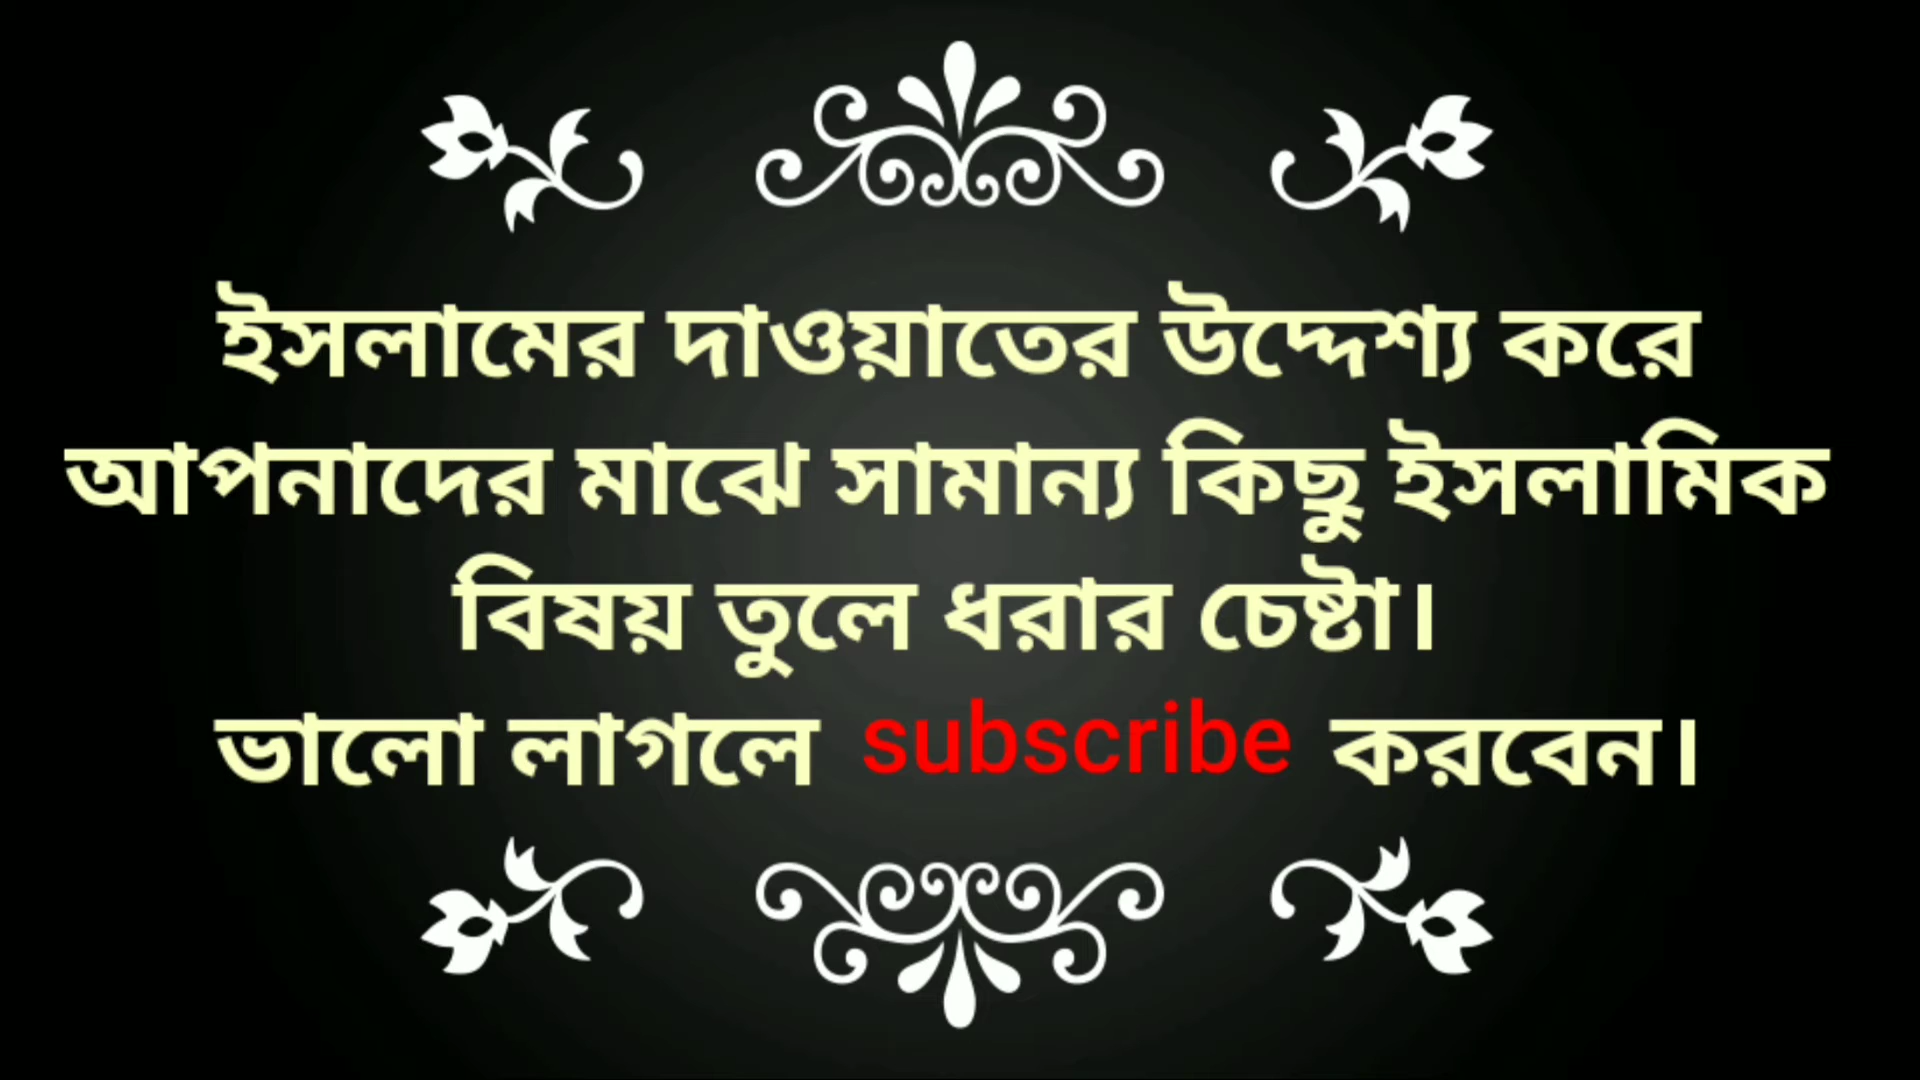 ইসলামের দাওয়াতের উদ্দেশ্য করে
আপনাদের মাঝে সামান্য কিছু ইসলামিক
বিষয় তুলে ধরার চেষ্টা।
ভালো লাগলে subscribe করবেন।